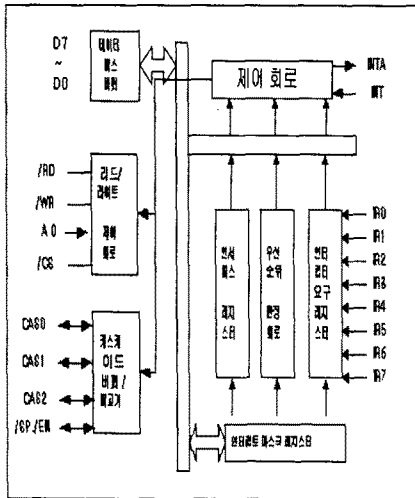 D7
~
D0
데이터
버스
버퍼
제어 회로
INTA
INT
/RD
/WR
A0
/CS
리드/
라이트
제어
회로
CAS0
CAS1
CAS2
/SP./EN
캐스케
이드
버퍼/
비교기
인서
비스
레지
스터
우선
순위
판정
회로
인터
럽터
요구
레지
스터
IR0
IR1
IR2
IR3
IR4
IR5
IR6
IR7
인터럽트 마스크 레지스터